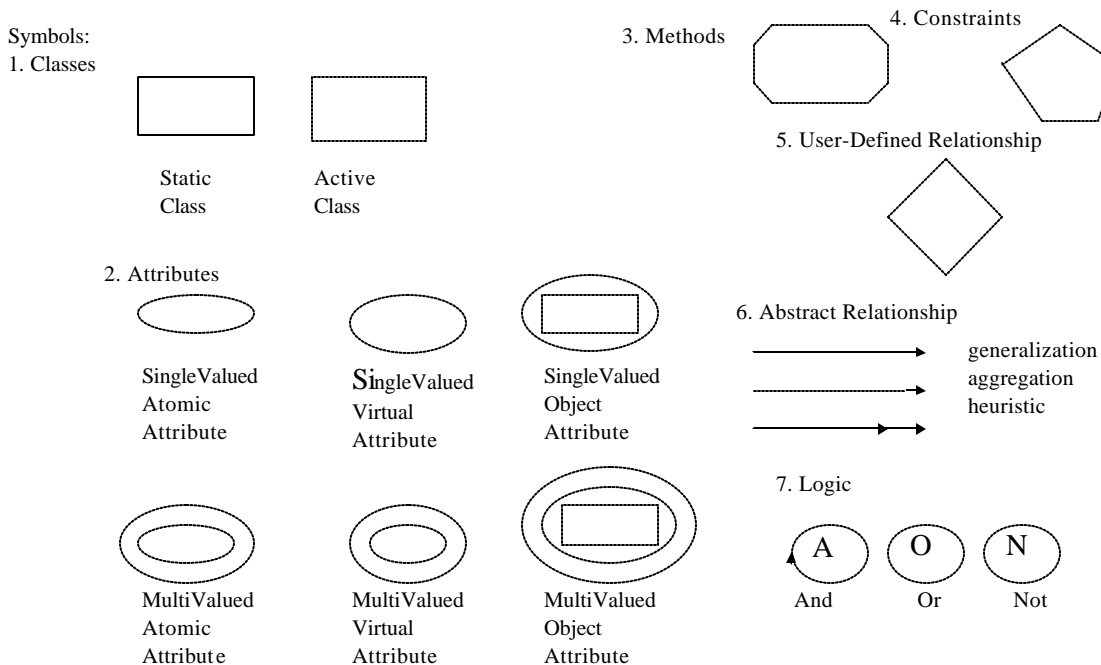 Symbols:
1. Classes
Static
Class
Active
Class
2. Attributes
SingleValued
Atomic
Attribute
SingleValued
Virtual
Attribute
SingleValued
Object
Attribute
MultiValued
Atomic
Attribute
MultiValued
Virtual
Attribute
MultiValued
Object
Attribute
3. Methods
4. Constraints
5. User-Defined Relationship
6. Abstract Relationship
generalization
aggregation
heuristic
7. Logic
A
O
N
And
Or
Not